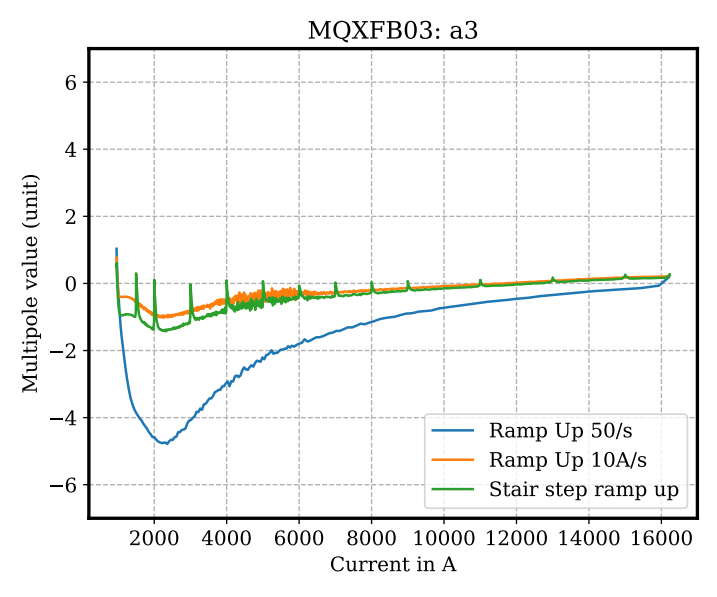 MQXFB03: a3
Multipole value (unit)
6
4
2
0
−2
−4
−6
2000 4000 6000 8000 10000 12000 14000 16000
Current in A
Ramp Up 50/s
Ramp Up 10A/s
Stair step ramp up